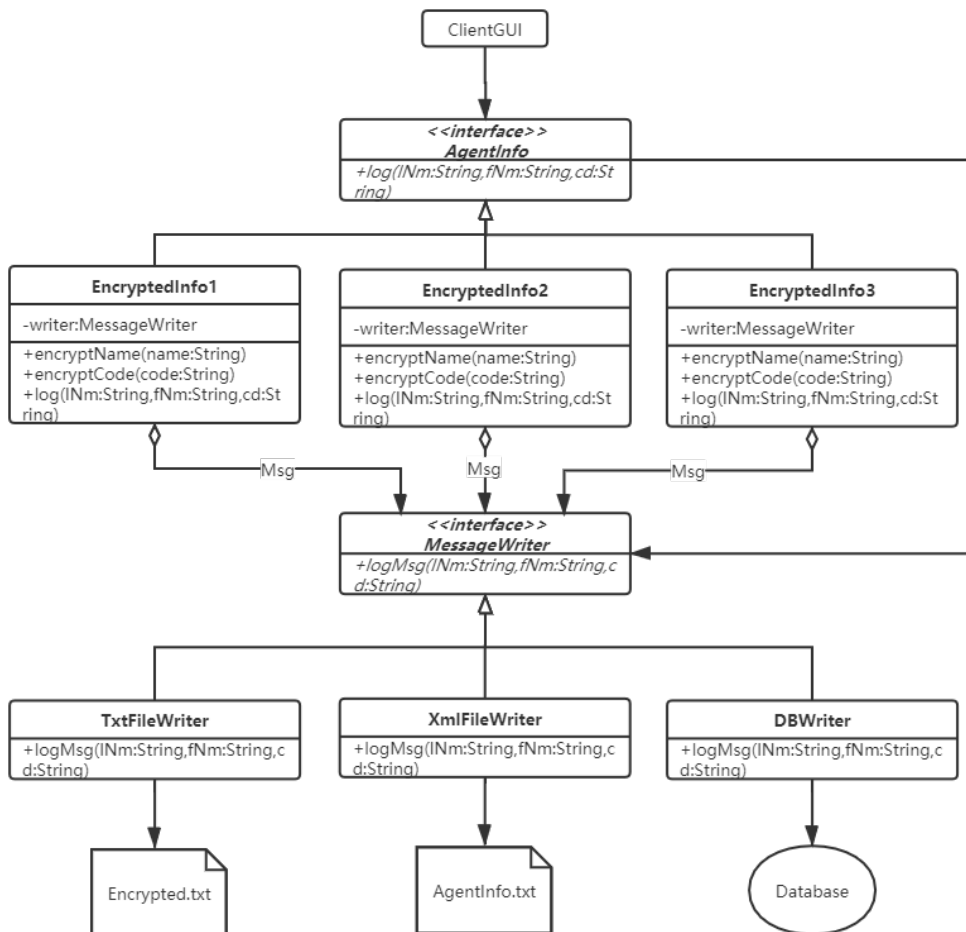 ClientGUI
<<interface>>
AgentInfo
+log(lNm:String,fNm:String,cd:St
ring)
EncryptedInfo1
-writer:MessageWriter
+encryptName(name:String)
+encryptCode(code:String)
+log(lNm:String,fNm:String,cd:St
ring)
EncryptedInfo2
-writer:MessageWriter
+encryptName(name:String)
+encryptCode(code:String)
+log(lNm:String,fNm:String,cd:St
ring)
EncryptedInfo3
-writer:MessageWriter
+encryptName(name:String)
+encryptCode(code:String)
+log(lNm:String,fNm:String,cd:St
ring)
Msg
Msg
Msg
<<interface>>
MessageWriter
+logMsg(lNm:String,fNm:String,c
d:String)
TxtFileWriter
+logMsg(lNm:String,fNm:String,c
d:String)
XmlFileWriter
+logMsg(lNm:String,fNm:String,c
d:String)
DBWriter
+logMsg(lNm:String,fNm:String,c
d:String)
Encrypted.txt
AgentInfo.txt
Database